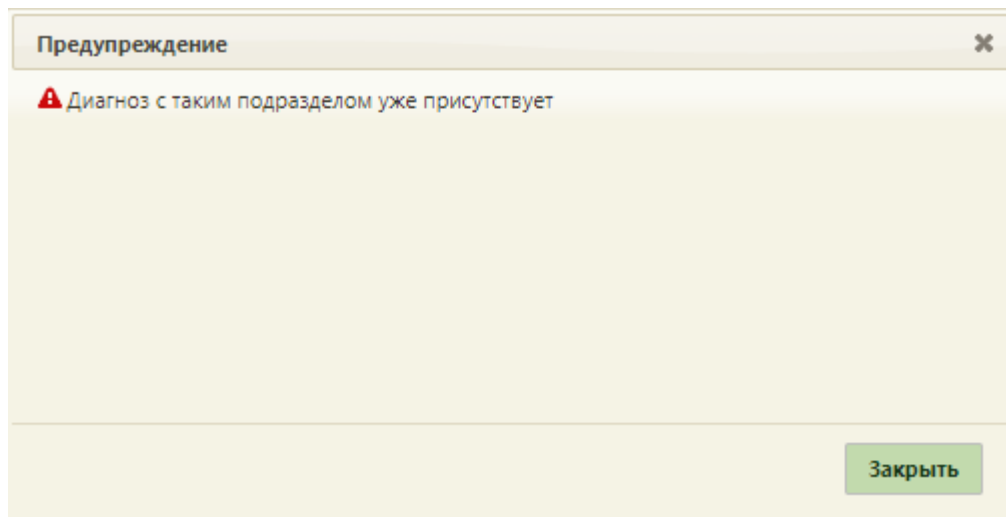 Предупреждение
Диагноз с таким подразделом уже присутствует
Закрыть